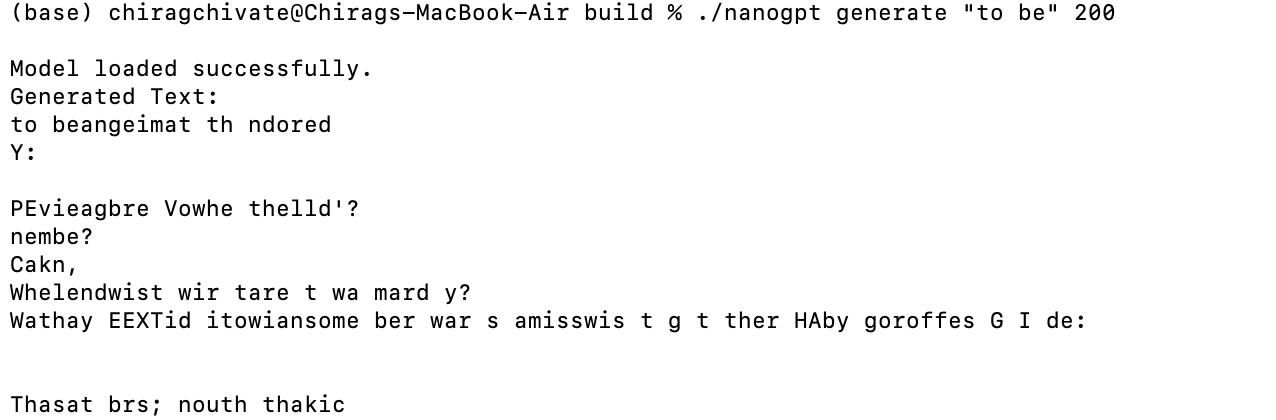 (base) chiragchivate@Chirags-MacBook-Air build % ./nanogpt generate "to be" 200
Model loaded successfully.
Generated Text:
to beangeimat th ndored
Y:
PEvieagbre Vowhe thelld'?
nembe?
Cakn,
Whelendwist wir tare t wa mard y?
Wathay EEXTid itowiansome ber war s amisswis t g t ther HAby goroffes G I de:
Thasat brs; nouth thakic